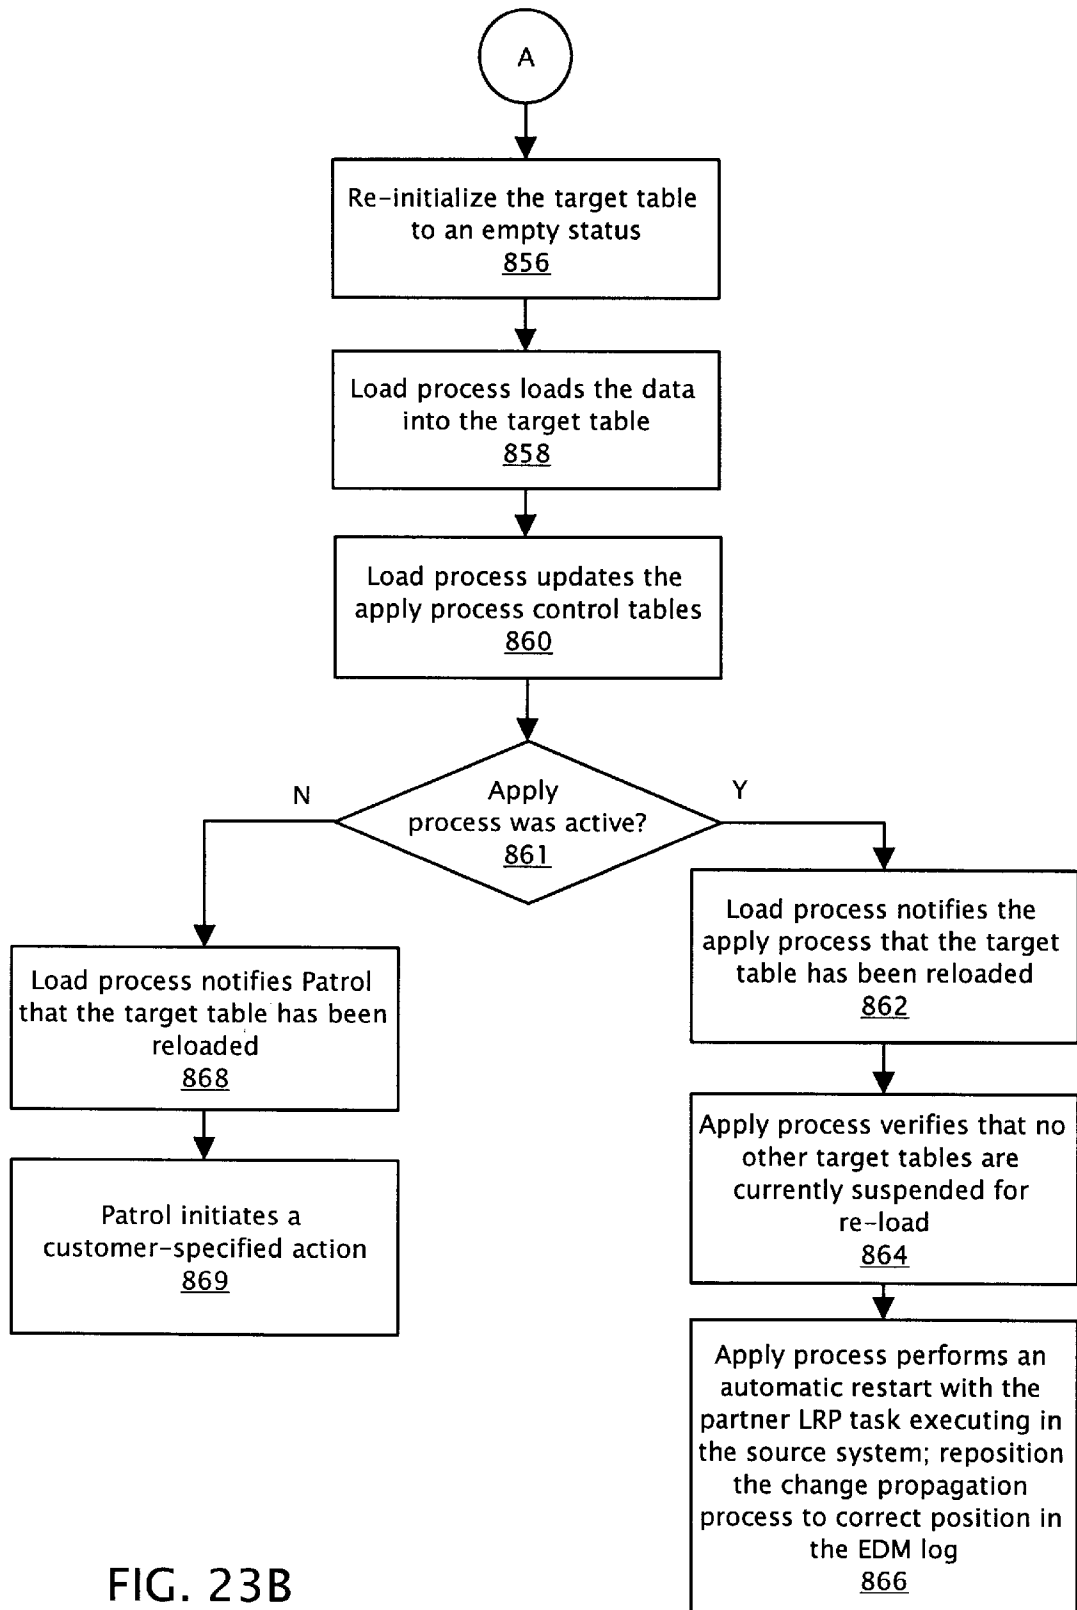 A
Re-initialize the target table
to an empty status
856
Load process loads the data
into the target table
858
Load process updates the
apply process control tables
860
Apply
process was active?
861
N
Y
Load process notifies Patrol
that the target table has been
reloaded
868
Patrol initiates a
customer-specified action
869
Load process notifies the
apply process that the target
table has been reloaded
862
Apply process verifies that no
other target tables are
currently suspended for
re-load
864
Apply process performs an
automatic restart with the
partner LRP task executing in
the source system; reposition
the change propagation
process to correct position in
the EDM log
866
FIG. 23B